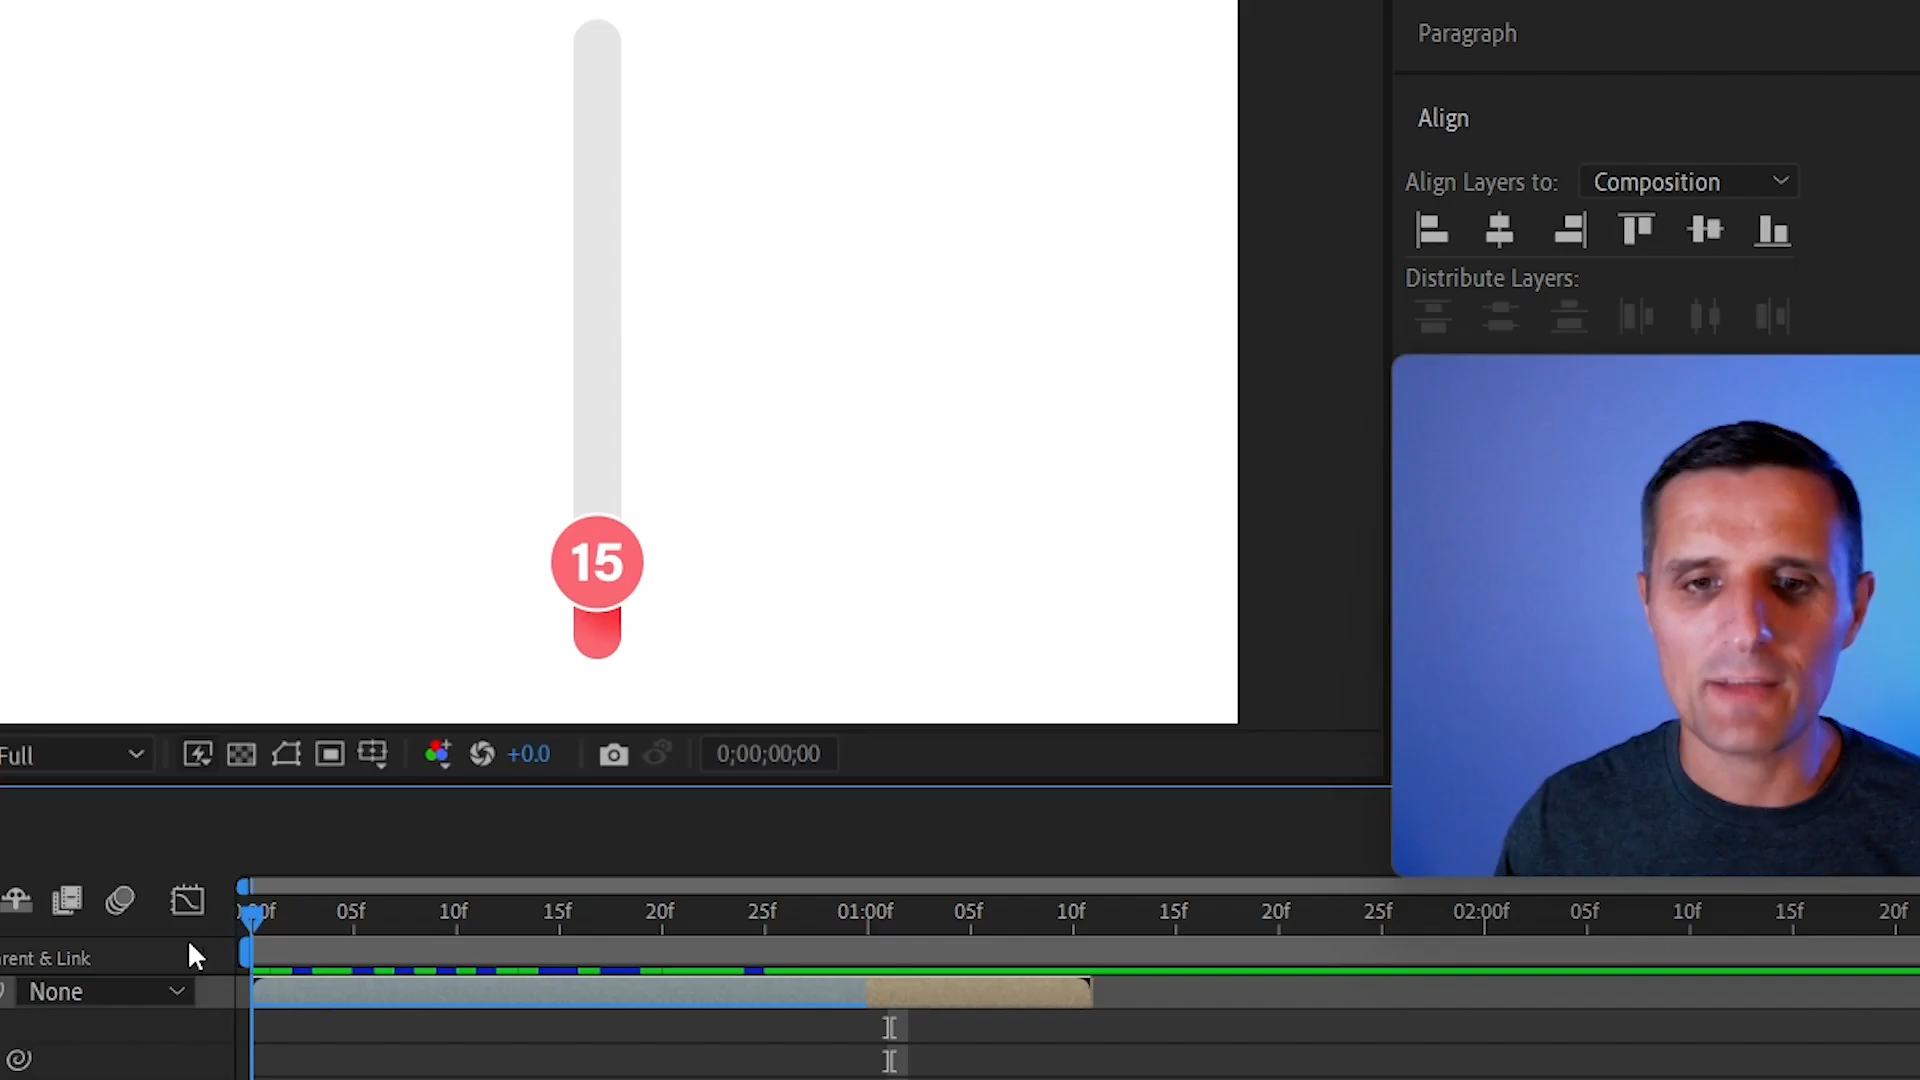 Paragraph
Align
Align Layers to: Composition
Distribute Layers:
15
Full +0.0 0;00;00;00
05f 10f 15f 20f 25f 01:00f 05f 10f 15f 20f 25f 02:00f 05f 10f 15f 20f
rent & Link
None